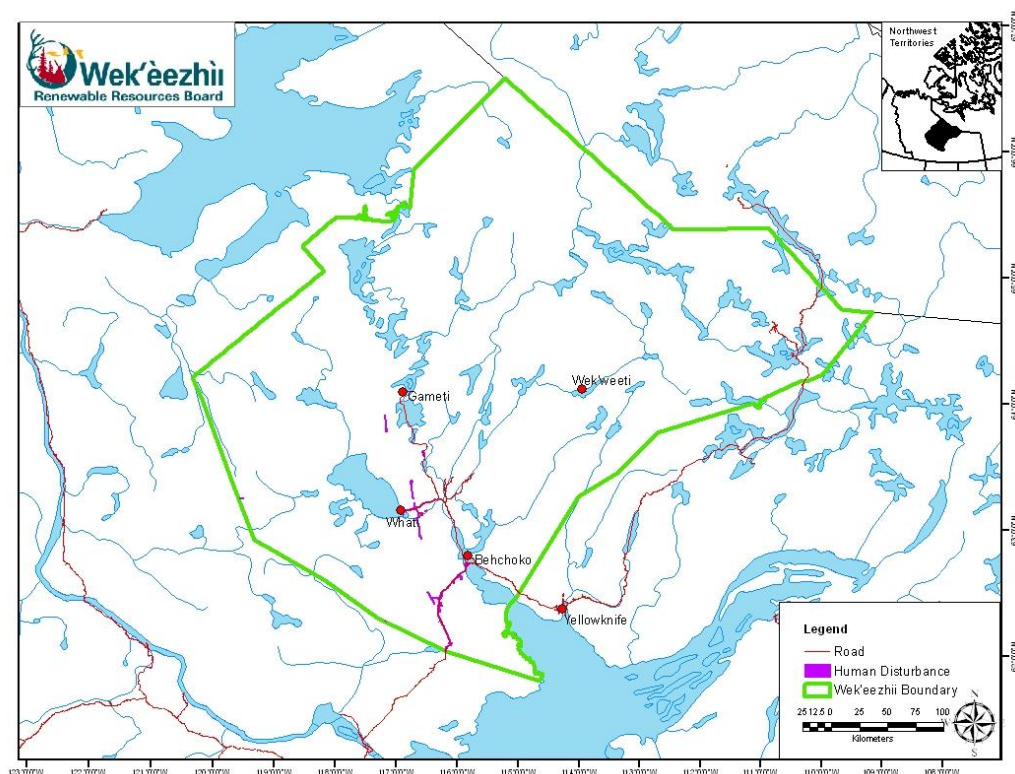 Wek'èezhìi
Renewable Resources Board
Northwest
Territories
Gameti
Wek'weeti
Whati
Behchoko
Yellowknife
Legend
Road
Human Disturbance
Wek'eezhii Boundary
25 12.5 0 25 50 75 100
Kilometers
N
S